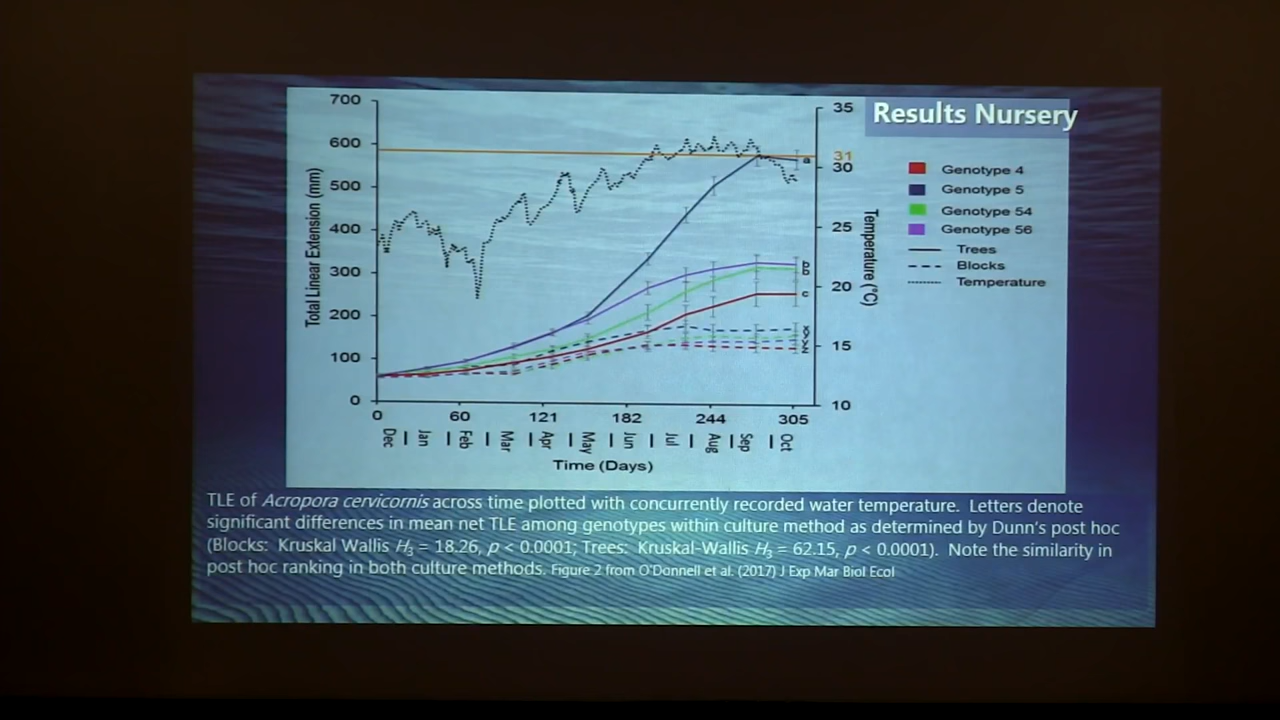 Results Nursery
700
600
500
400
300
200
100
0
Total Linear Extension (mm)
35
31
30
25
20
15
10
Temperature (°C)
a
b
b
c
x
y
y
z
0 60 121 182 244 305
Dec | Jan | Feb | Mar | Apr | May | Jun | Jul | Aug | Sep | Oct
Time (Days)
Genotype 4
Genotype 5
Genotype 54
Genotype 56
Trees
Blocks
Temperature
TLE of Acropora cervicornis across time plotted with concurrently recorded water temperature. Letters denote
significant differences in mean net TLE among genotypes within culture method as determined by Dunn's post hoc
(Blocks: Kruskal Wallis H₃ = 18.26, p < 0.0001; Trees: Kruskal-Wallis H₃ = 62.15, p < 0.0001). Note the similarity in
post hoc ranking in both culture methods. Figure 2 from O'Donnell et al. (2017) J Exp Mar Biol Ecol